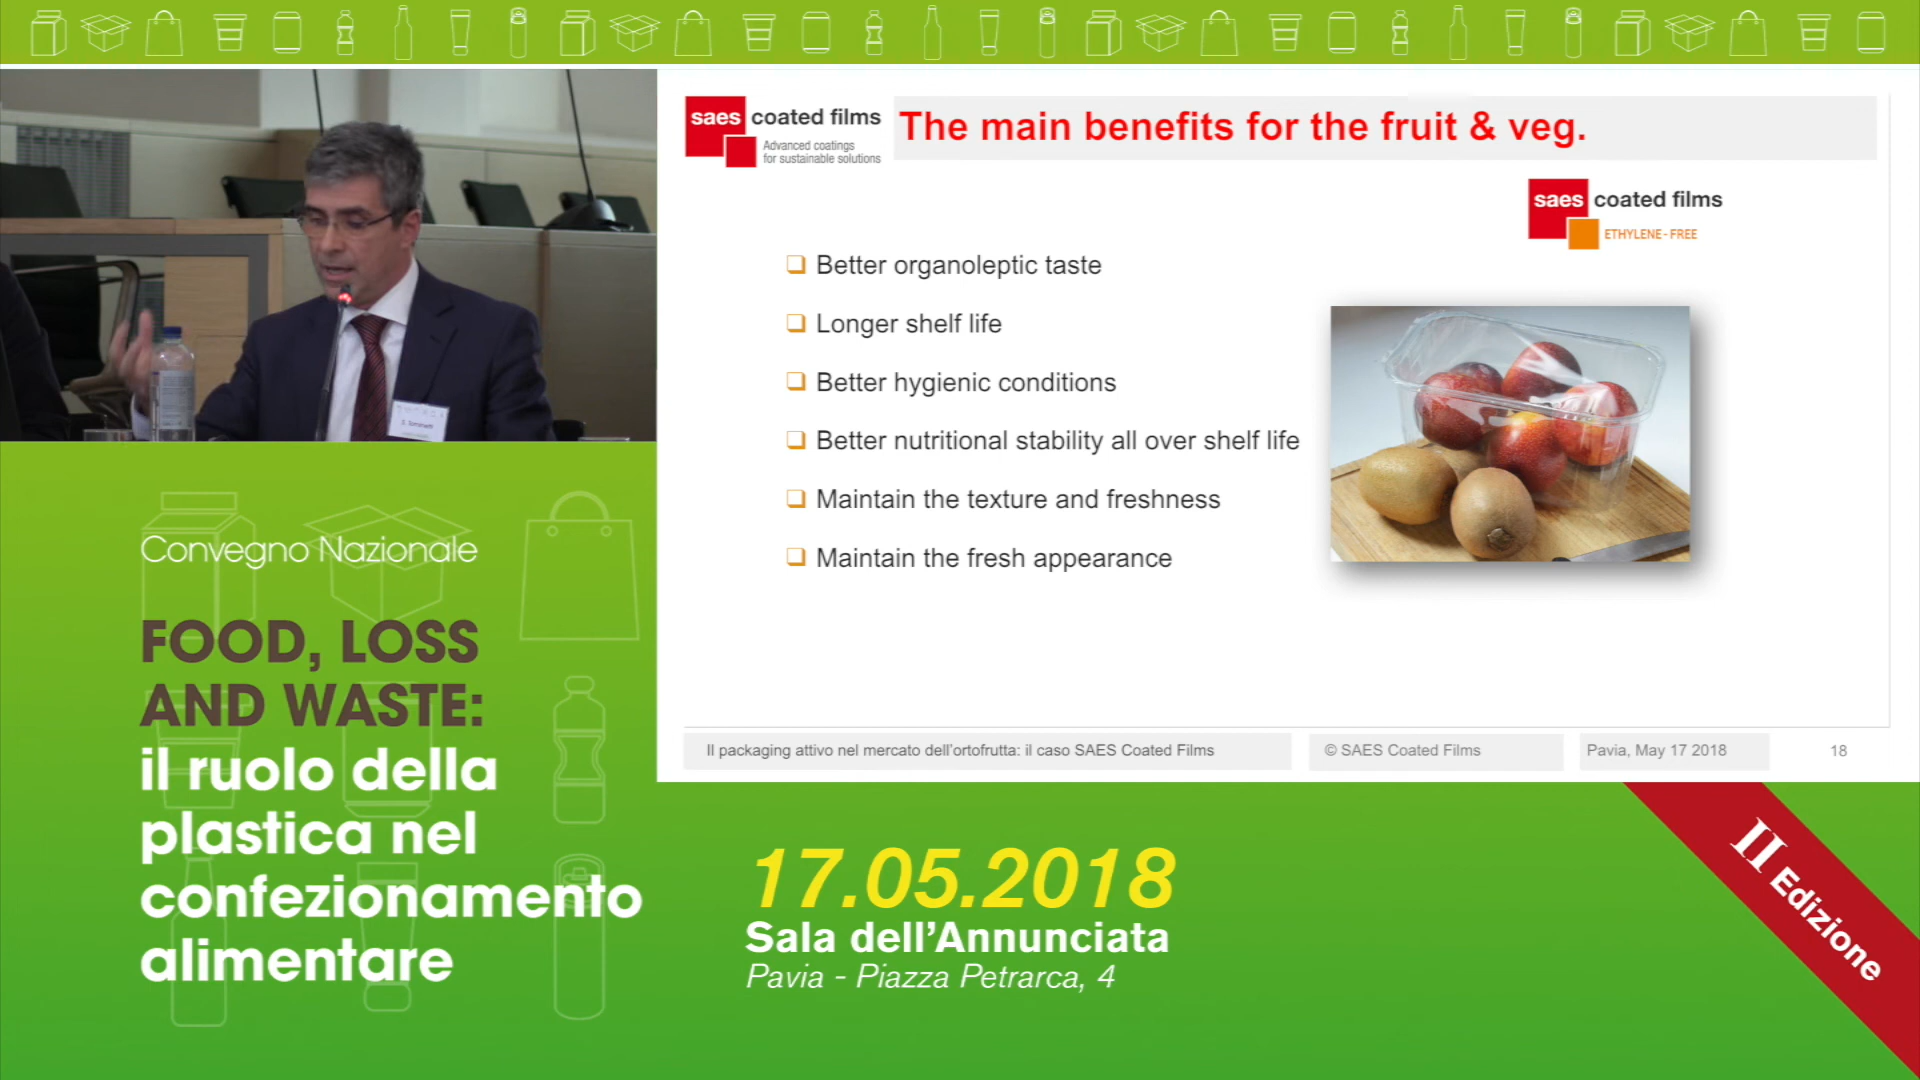 saes coated films
Advanced coatings
for sustainable solutions
The main benefits for the fruit & veg.
saes coated films
ETHYLENE-FREE
❑ Better organoleptic taste
❑ Longer shelf life
❑ Better hygienic conditions
❑ Better nutritional stability all over shelf life
❑ Maintain the texture and freshness
❑ Maintain the fresh appearance
Il packaging attivo nel mercato dell'ortofrutta: il caso SAES Coated Films
© SAES Coated Films
Pavia, May 17 2018
18
Convegno Nazionale
FOOD, LOSS
AND WASTE:
il ruolo della
plastica nel
confezionamento
alimentare
17.05.2018
Sala dell'Annunciata
Pavia - Piazza Petrarca, 4
II Edizione